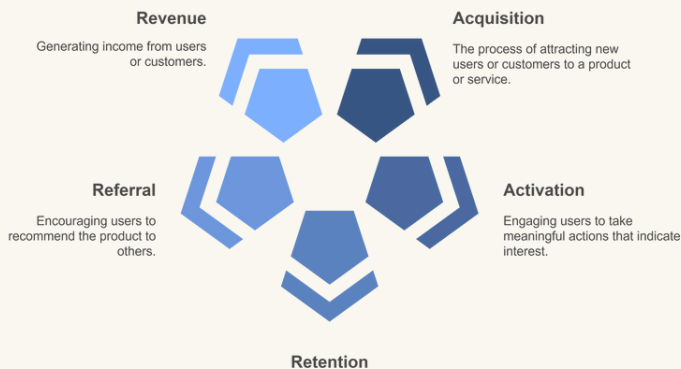 Revenue
Generating income from users
or customers.
Acquisition
The process of attracting new
users or customers to a product
or service.
Referral
Encouraging users to
recommend the product to
others.
Activation
Engaging users to take
meaningful actions that indicate
interest.
Retention